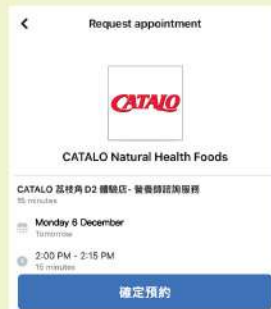 Request appointment
CATALO
CATALO Natural Health Foods
CATALO 荔枝角 D2 體驗店- 營養師諮詢服務
15 minutes
Monday 6 December
Tomorrow
2:00 PM - 2:15 PM
15 minutes
確定預約